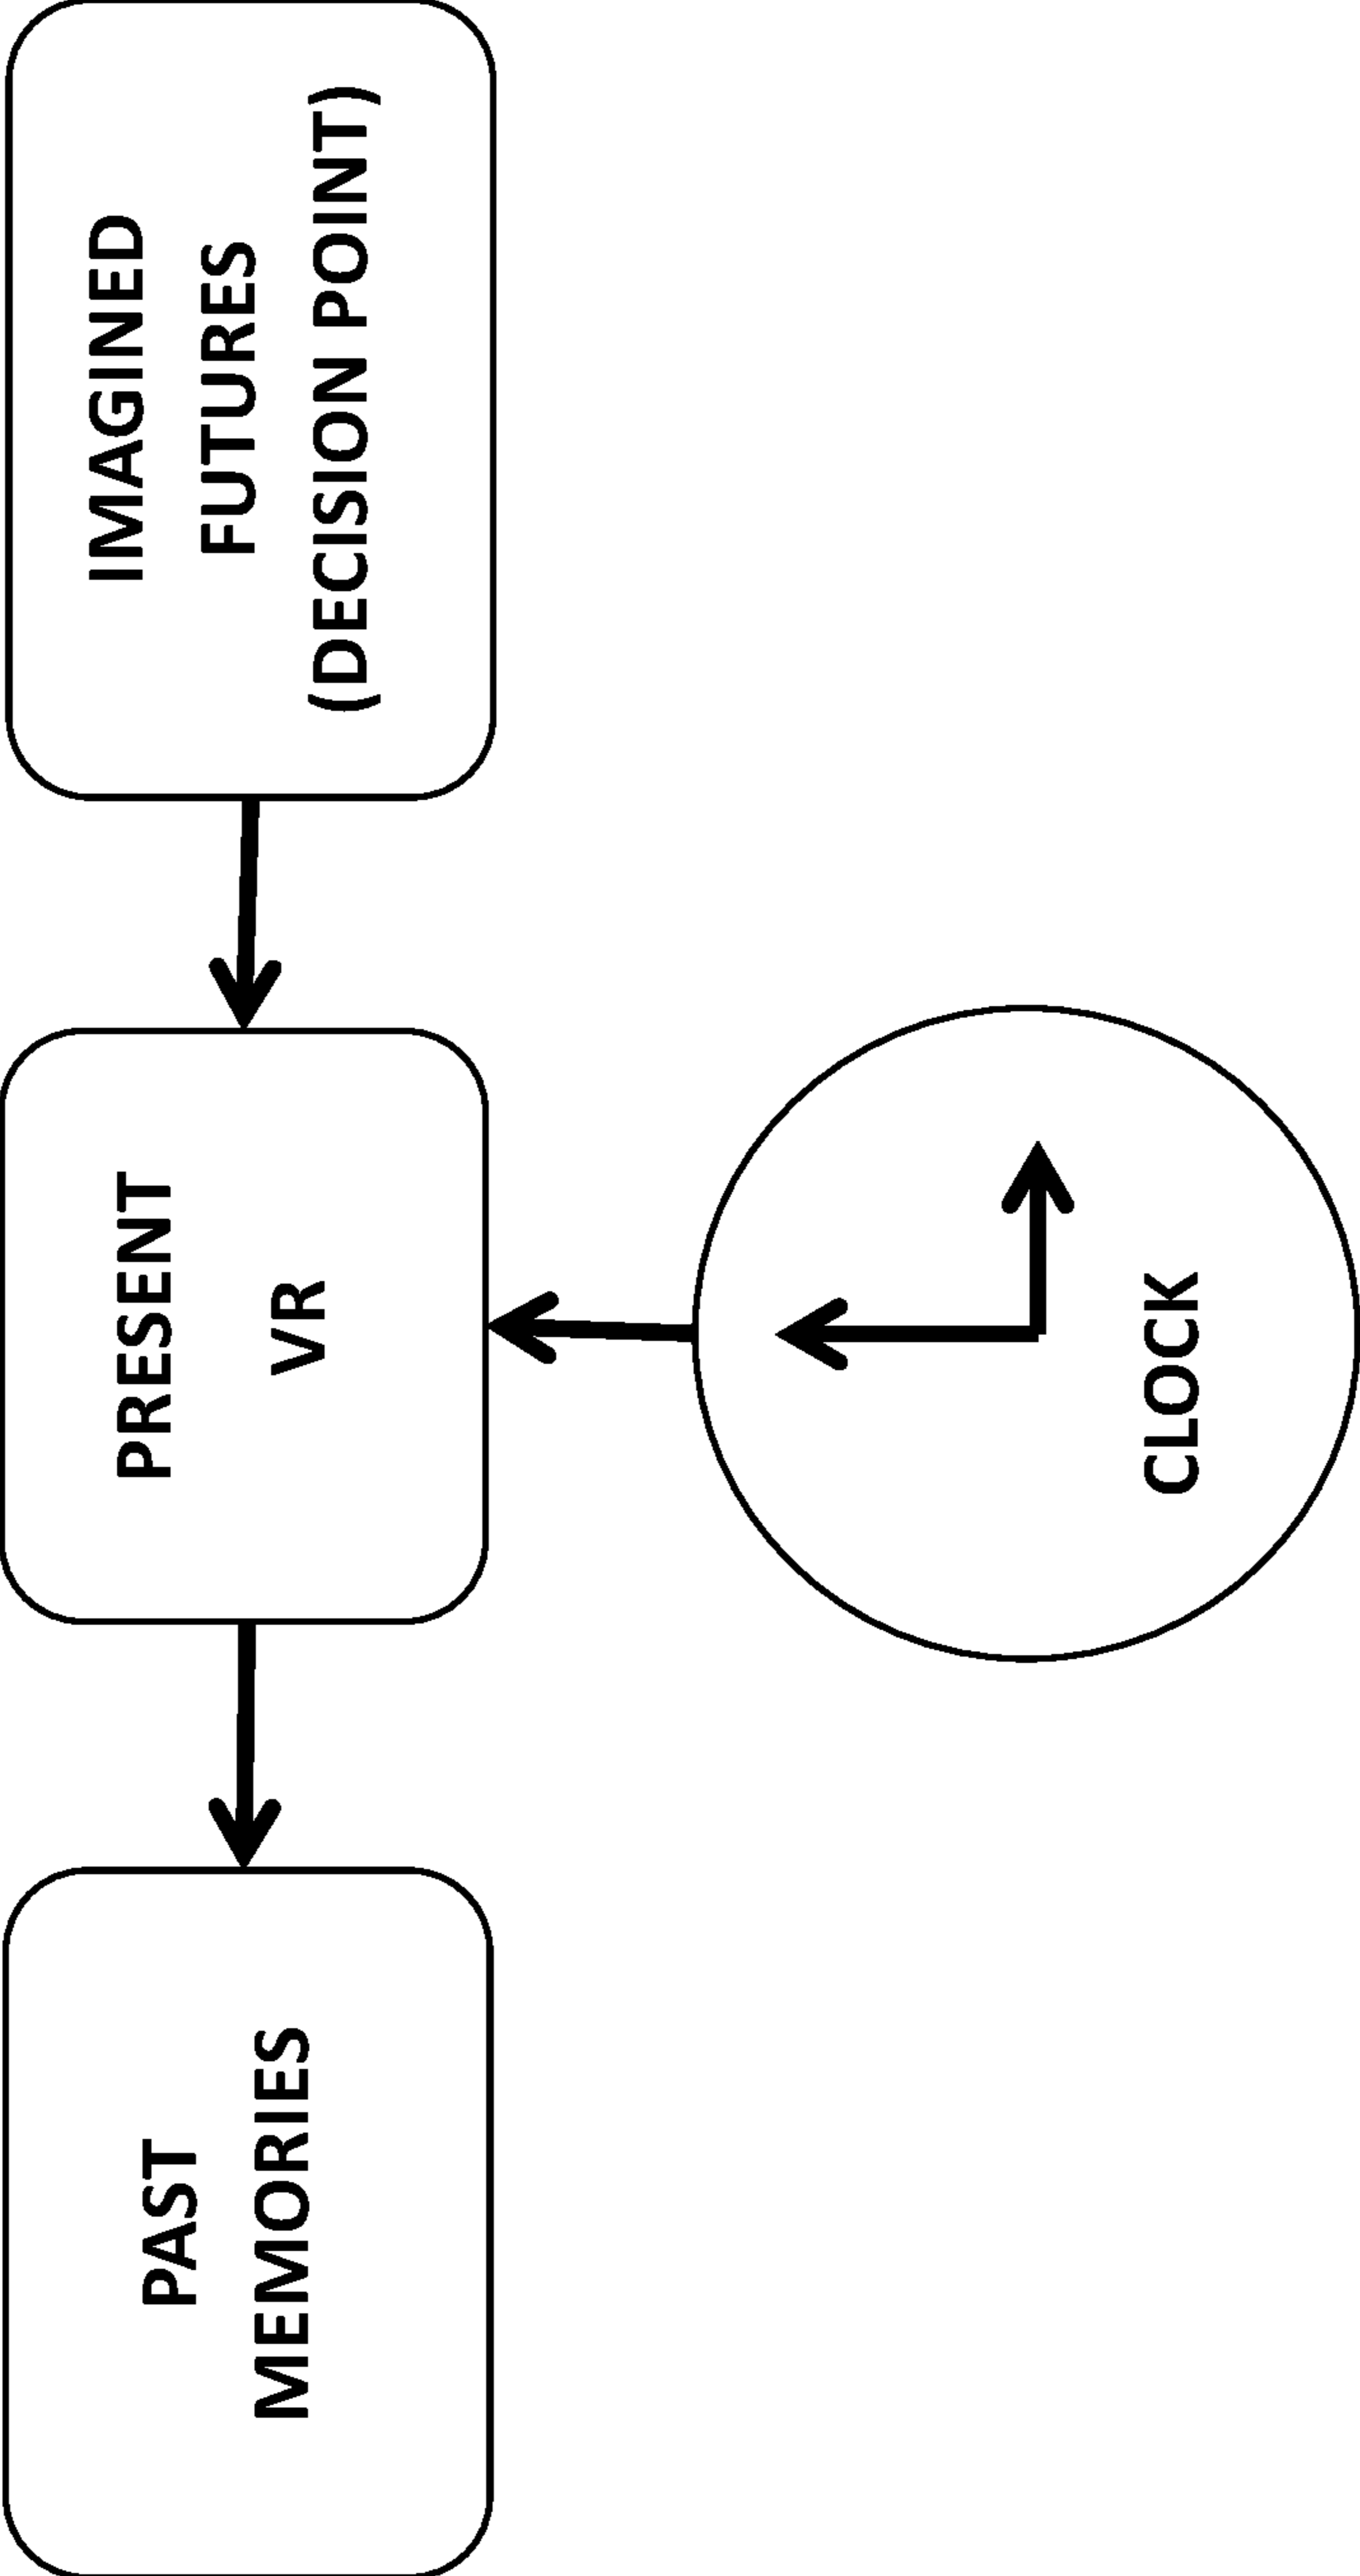 PAST
MEMORIES
PRESENT
VR
IMAGINED
FUTURES
(DECISION POINT)
CLOCK